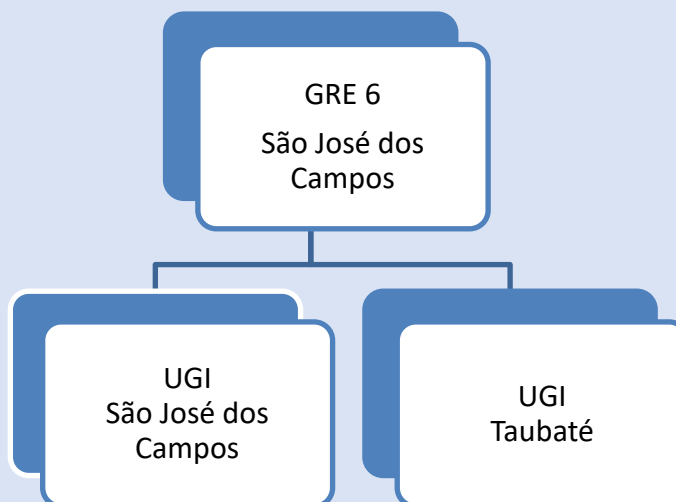 GRE 6
São José dos
Campos
UGI
São José dos
Campos
UGI
Taubaté